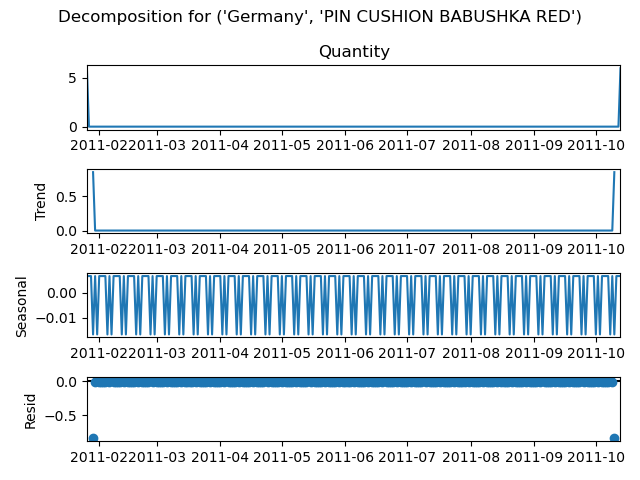 Decomposition for ('Germany', 'PIN CUSHION BABUSHKA RED')
Quantity
5
0
2011-02 2011-03 2011-04 2011-05 2011-06 2011-07 2011-08 2011-09 2011-10
Trend
0.5
0.0
2011-02 2011-03 2011-04 2011-05 2011-06 2011-07 2011-08 2011-09 2011-10
Seasonal
0.00
−0.01
2011-02 2011-03 2011-04 2011-05 2011-06 2011-07 2011-08 2011-09 2011-10
Resid
0.0
−0.5
2011-02 2011-03 2011-04 2011-05 2011-06 2011-07 2011-08 2011-09 2011-10